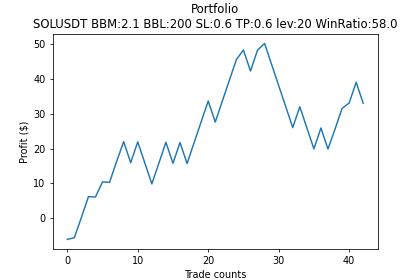 Portfolio
SOLUSDT BBM:2.1 BBL:200 SL:0.6 TP:0.6 lev:20 WinRatio:58.0
50
40
30
20
10
0
Profit ($)
0
10
20
30
40
Trade counts